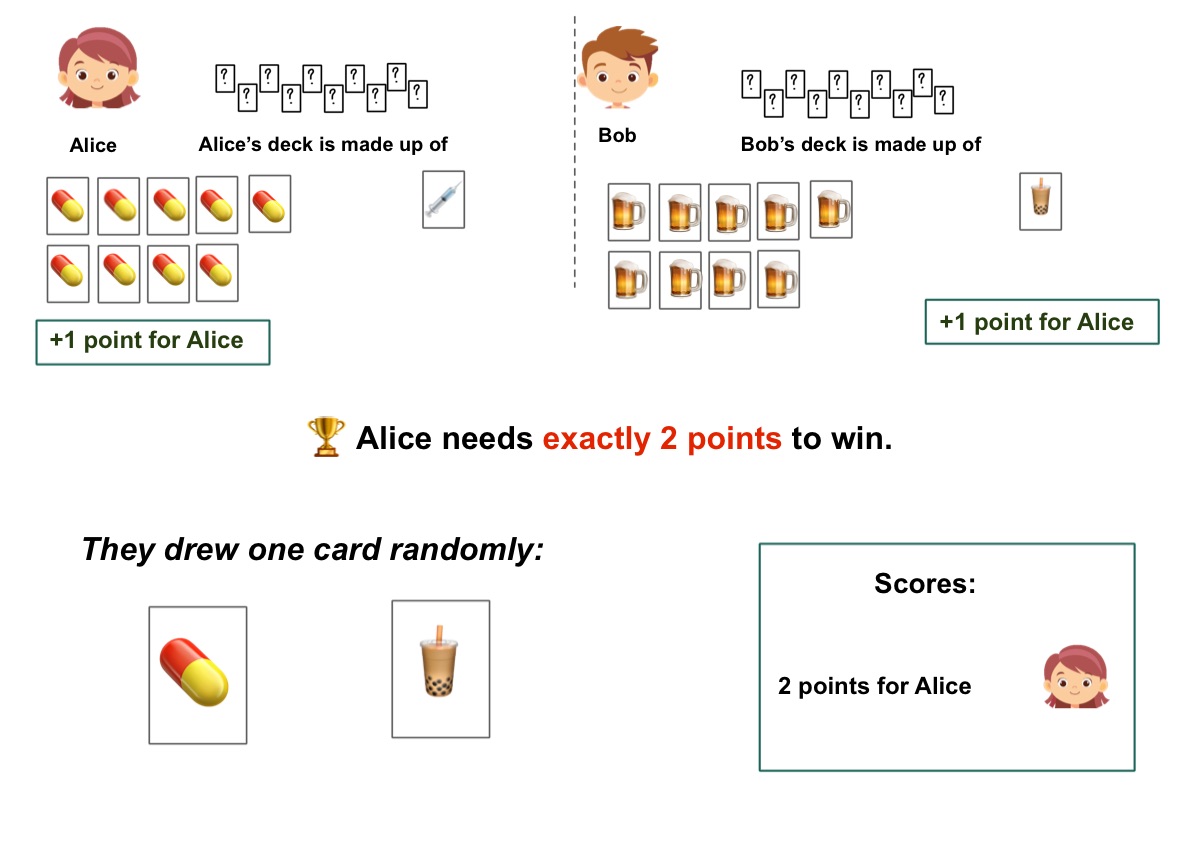 Alice
Alice’s deck is made up of
? ? ? ? ? ? ? ? ? ?
+1 point for Alice
Bob
Bob’s deck is made up of
? ? ? ? ? ? ? ? ? ?
+1 point for Alice
Alice needs exactly 2 points to win.
They drew one card randomly:
Scores:
2 points for Alice